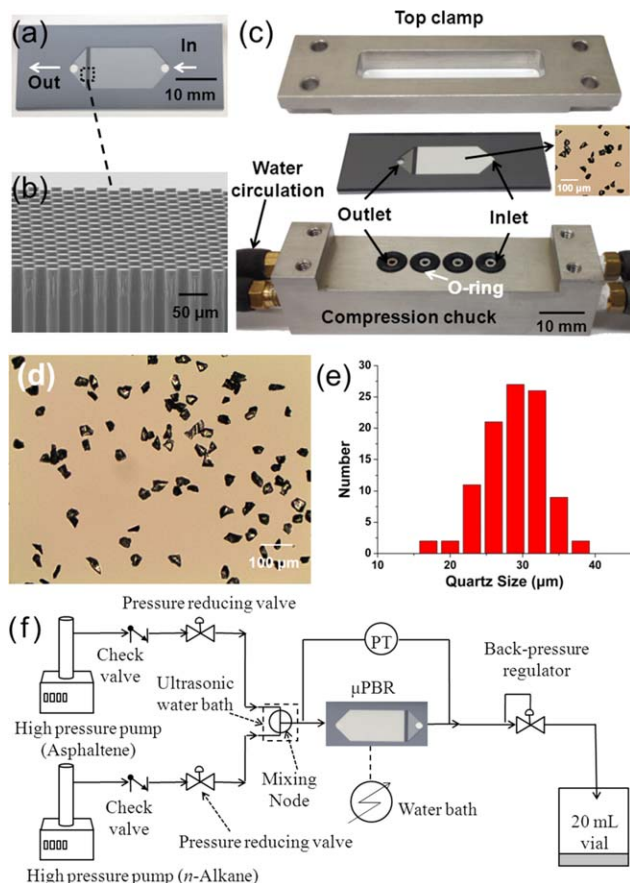 (a)
In
Out
10 mm
(b)
50 µm
(c)
Top clamp
100 µm
Water
circulation
Outlet
Inlet
O-ring
Compression chuck
10 mm
(d)
100 µm
(e)
Number
30
25
20
15
10
5
0
10 20 30 40
Quartz Size (µm)
(f)
Pressure reducing valve
Check
valve
Ultrasonic
water bath
High pressure pump
(Asphaltene)
PT
µPBR
Back-pressure
regulator
Mixing
Node
Check
valve
Water bath
Pressure reducing valve
20 mL
vial
High pressure pump (n-Alkane)